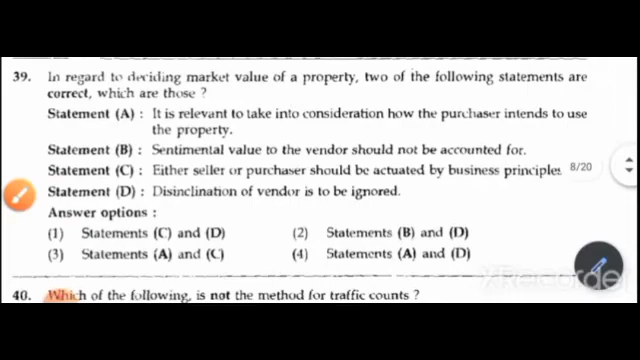 39. In regard to deciding market value of a property, two of the following statements are
correct, which are those ?
Statement (A) : It is relevant to take into consideration how the purchaser intends to use
the property.
Statement (B) : Sentimental value to the vendor should not be accounted for.
Statement (C) : Either seller or purchaser should be actuated by business principles
8/20
Statement (D) : Disinclination of vendor is to be ignored.
Answer options :
(1) Statements (C) and (D) (2) Statements (B) and (D)
(3) Statements (A) and (C) (4) Statements (A) and (D)
XRecorder
40. Which of the following, is not the method for traffic counts ?